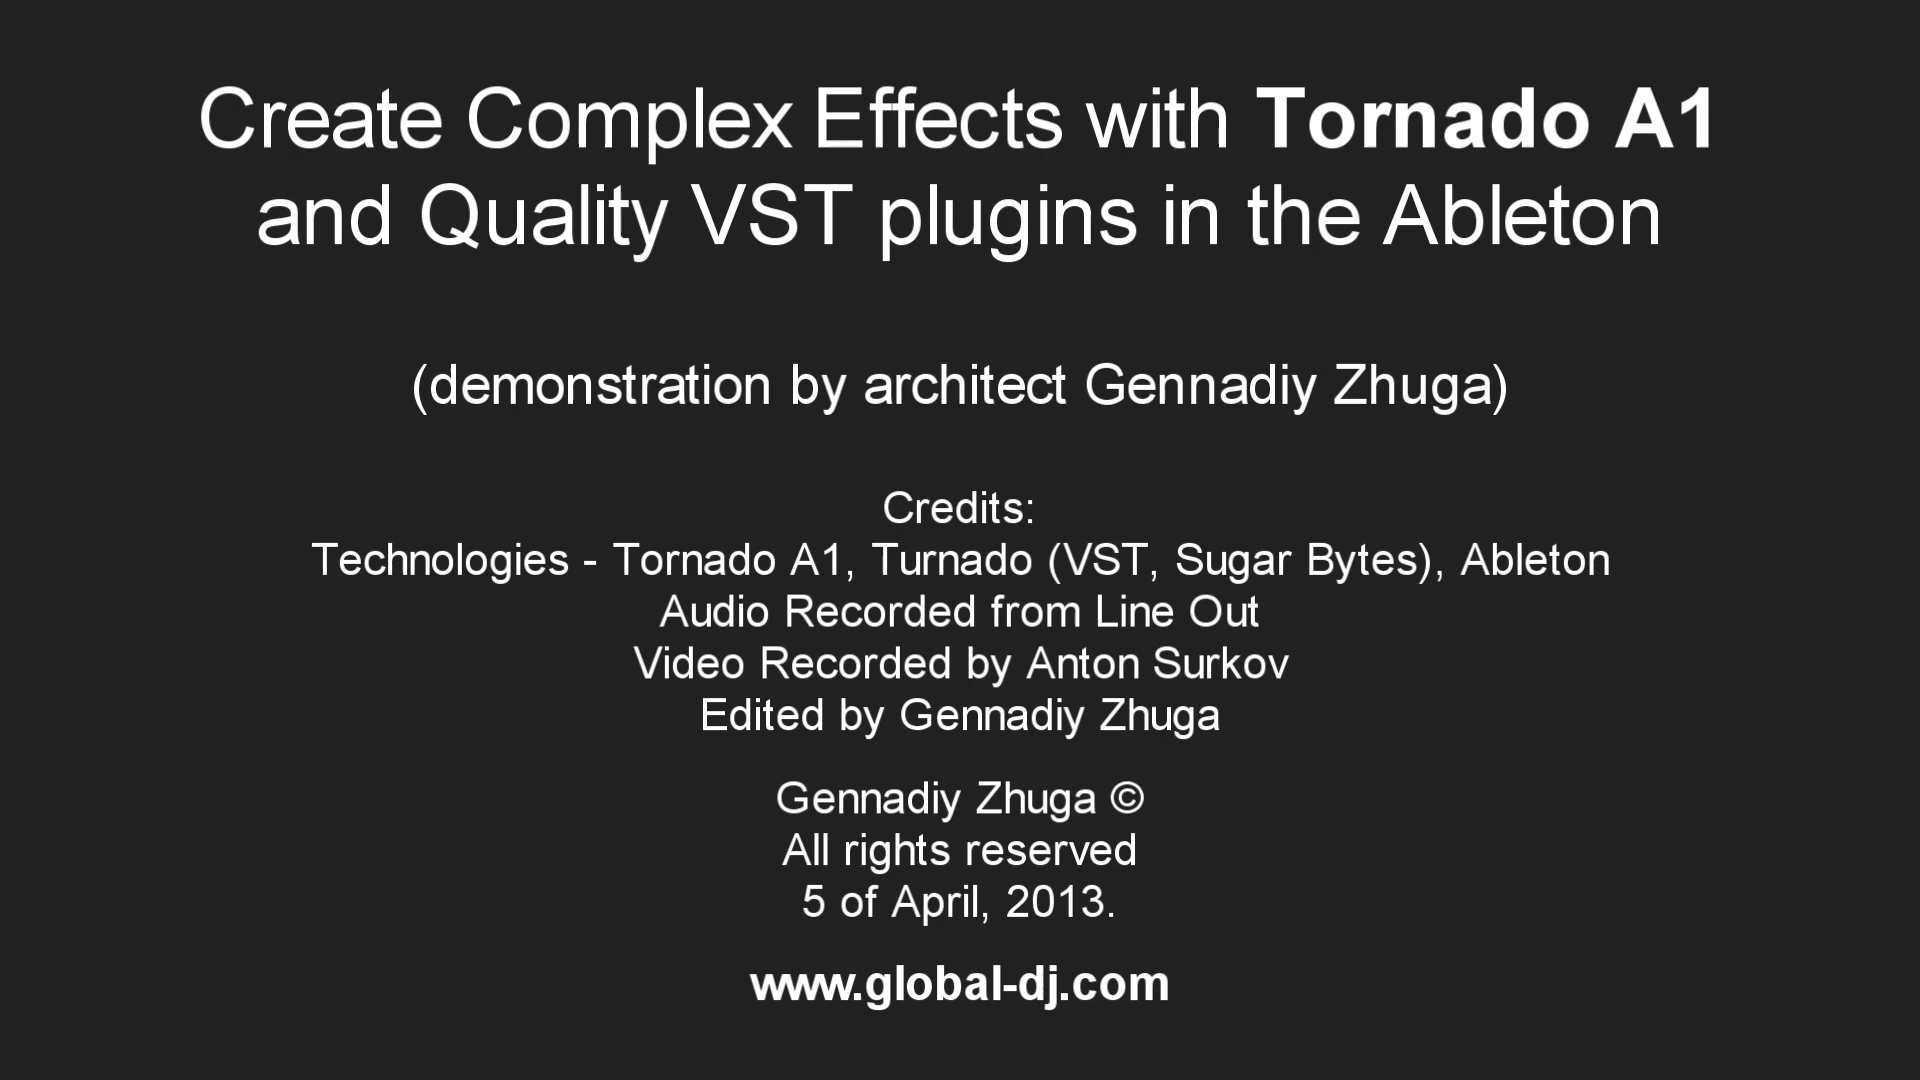 Create Complex Effects with Tornado A1
and Quality VST plugins in the Ableton
(demonstration by architect Gennadiy Zhuga)
Credits:
Technologies - Tornado A1, Turnado (VST, Sugar Bytes), Ableton
Audio Recorded from Line Out
Video Recorded by Anton Surkov
Edited by Gennadiy Zhuga
Gennadiy Zhuga ©
All rights reserved
5 of April, 2013.
www.global-dj.com